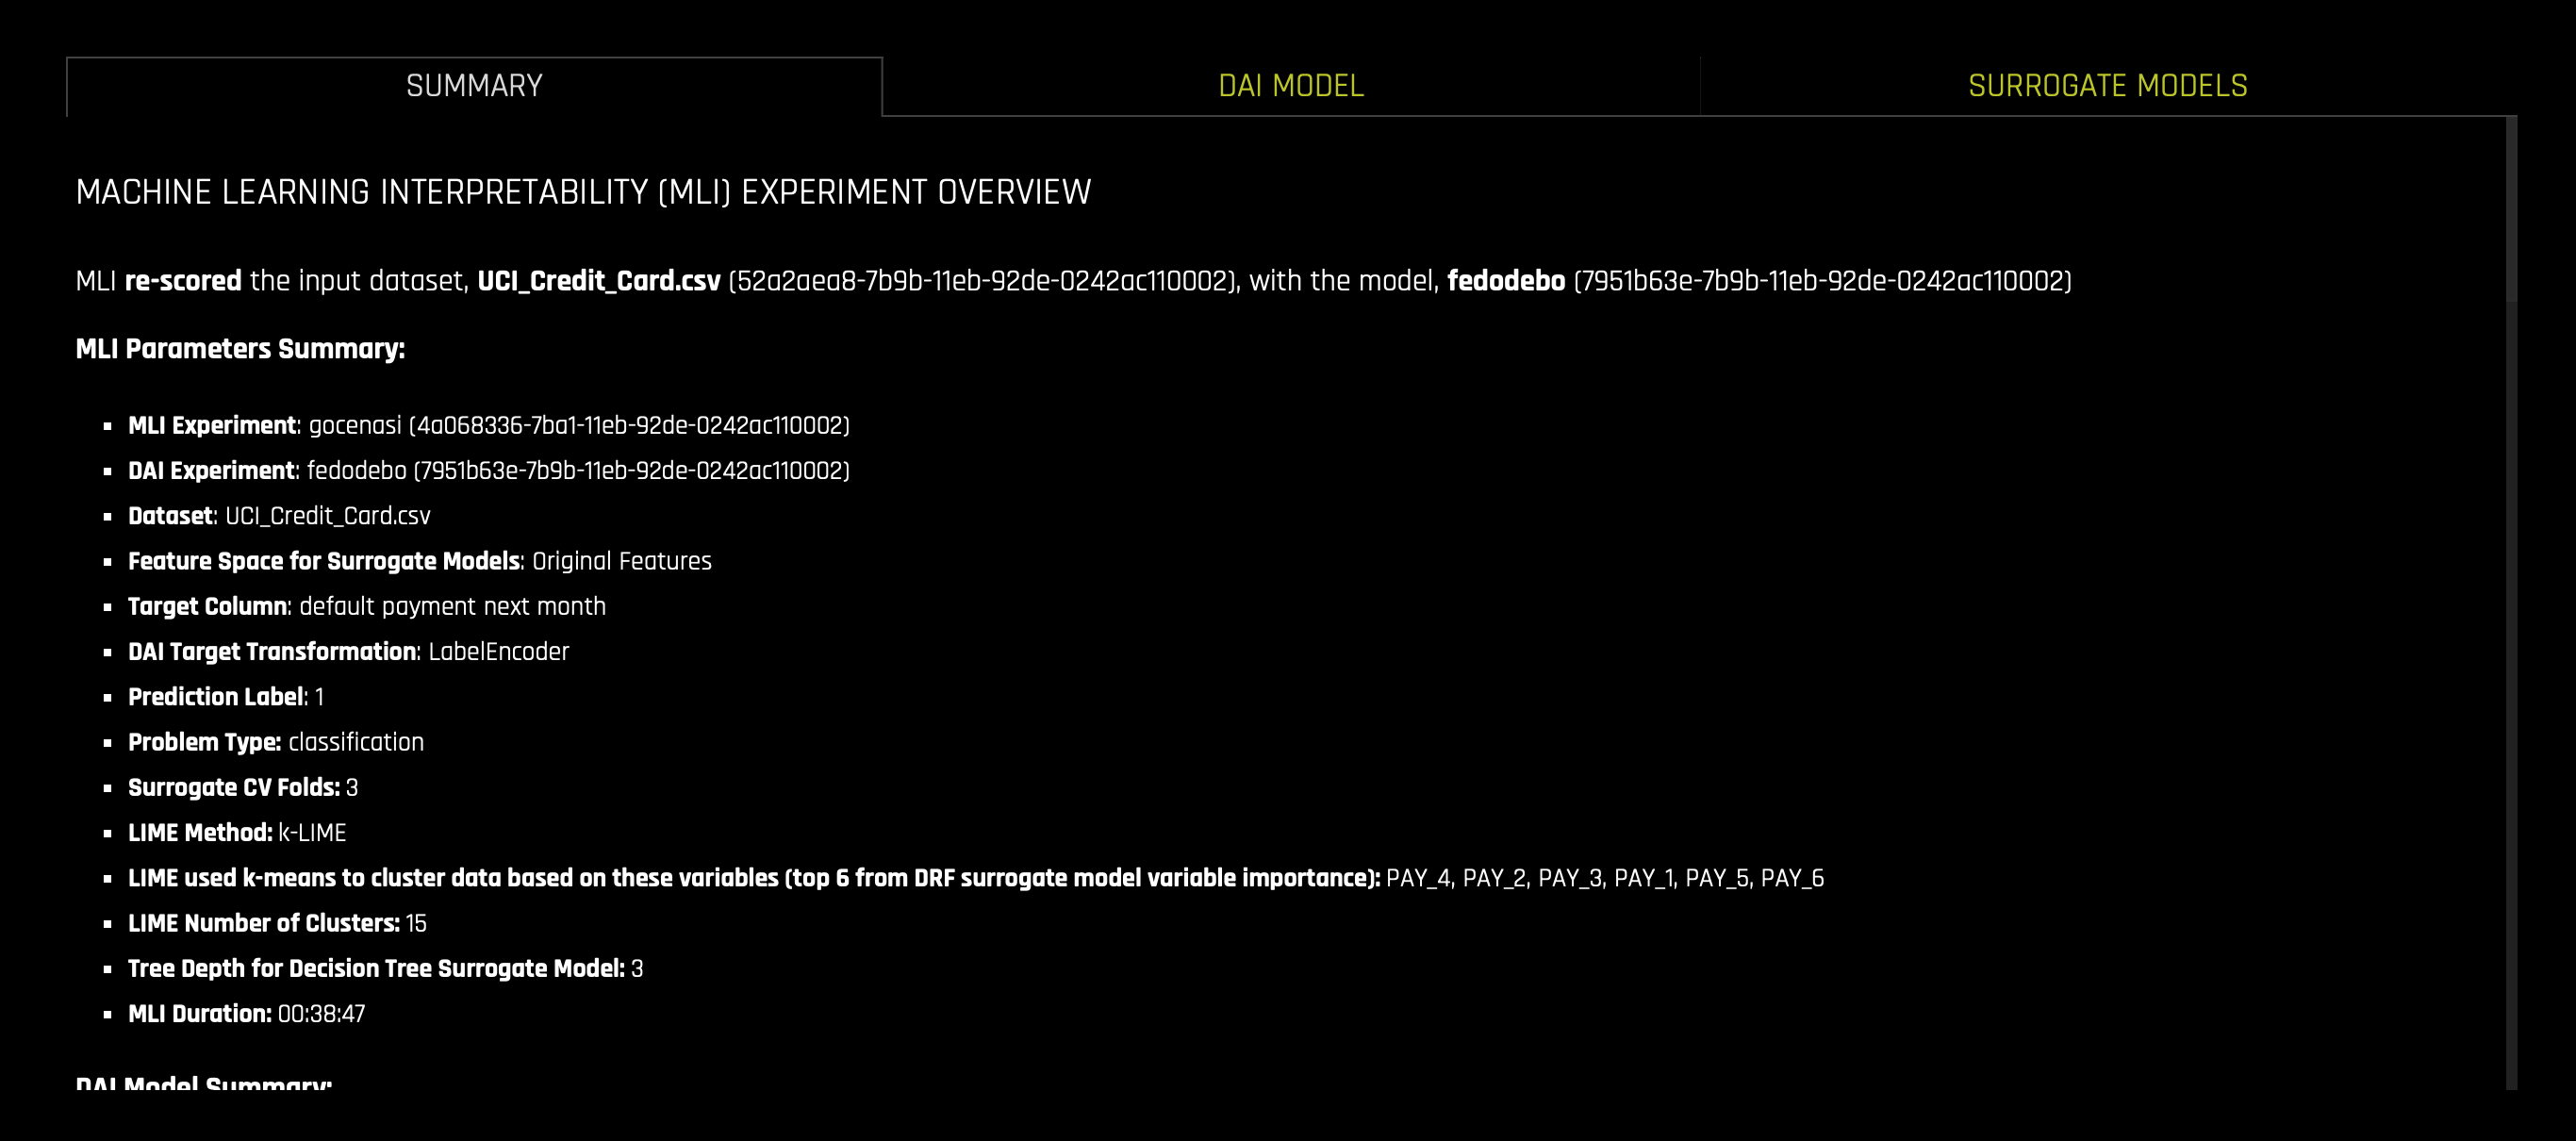 SUMMARY
DAI MODEL
SURROGATE MODELS
MACHINE LEARNING INTERPRETABILITY (MLI) EXPERIMENT OVERVIEW
MLI re-scored the input dataset, UCI_Credit_Card.csv (52a2aea8-7b9b-11eb-92de-0242ac110002), with the model, fedodebo (7951b63e-7b9b-11eb-92de-0242ac110002)
MLI Parameters Summary:
▪ MLI Experiment: gocenasi (4a068336-7ba1-11eb-92de-0242ac110002)
▪ DAI Experiment: fedodebo (7951b63e-7b9b-11eb-92de-0242ac110002)
▪ Dataset: UCI_Credit_Card.csv
▪ Feature Space for Surrogate Models: Original Features
▪ Target Column: default payment next month
▪ DAI Target Transformation: LabelEncoder
▪ Prediction Label: 1
▪ Problem Type: classification
▪ Surrogate CV Folds: 3
▪ LIME Method: k-LIME
▪ LIME used k-means to cluster data based on these variables (top 6 from DRF surrogate model variable importance): PAY_4, PAY_2, PAY_3, PAY_1, PAY_5, PAY_6
▪ LIME Number of Clusters: 15
▪ Tree Depth for Decision Tree Surrogate Model: 3
▪ MLI Duration: 00:38:47
DAI Model Summary: